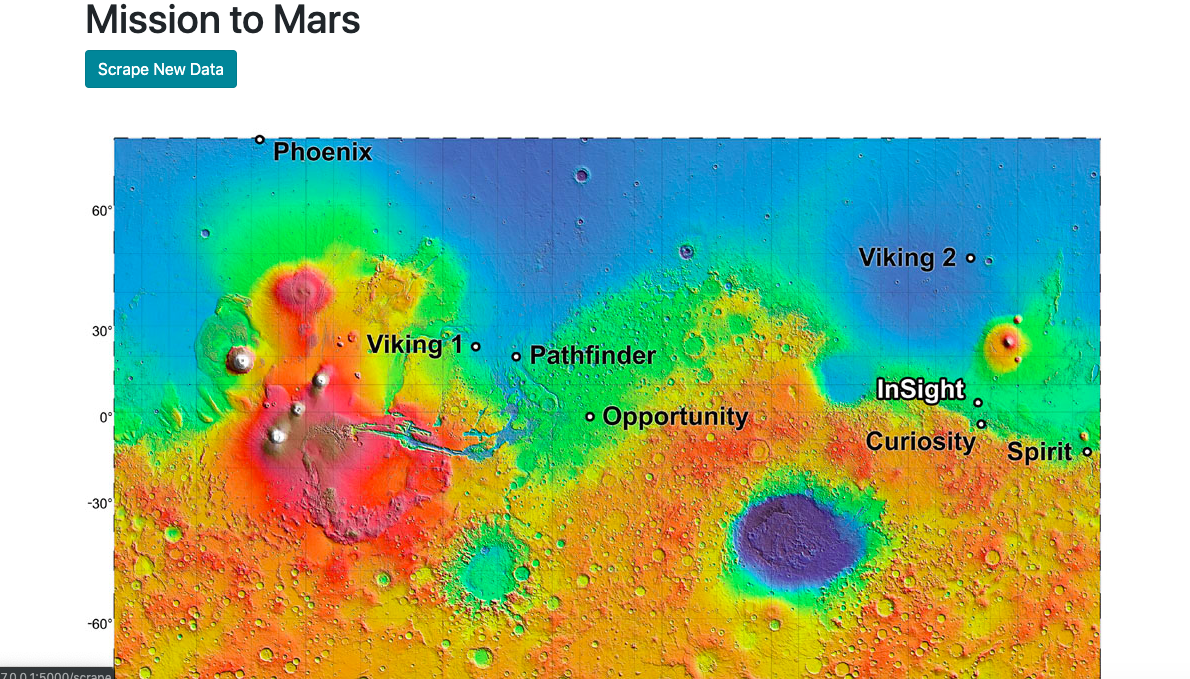 Mission to Mars
Scrape New Data
Phoenix
60°
Viking 2
30°
Viking 1
Pathfinder
InSight
0°
Opportunity
Curiosity
Spirit
-30°
-60°
7.0.0.1:5000/scrape